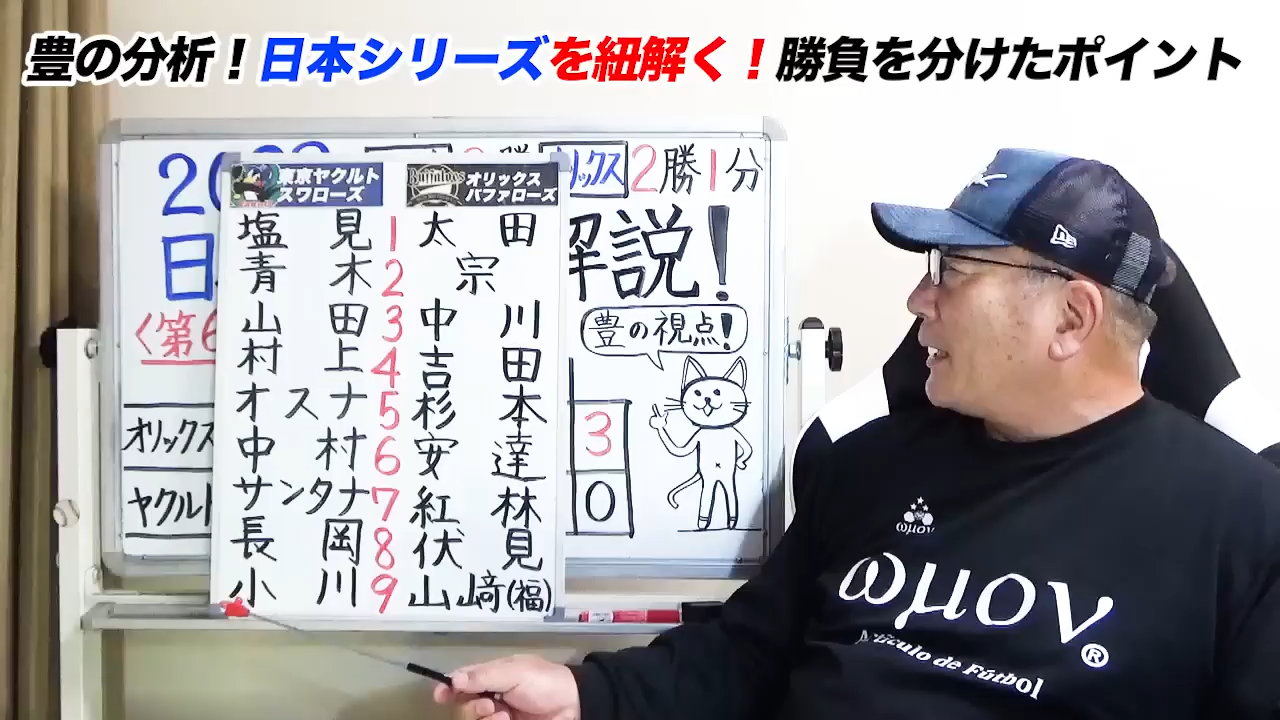 豊の分析！日本シリーズを紐解く！勝負を分けたポイント
リックス 2勝1分
解説！
〈第6
豊の視点！
オリックス 3
ヤクルト 0
東京ヤクルト
スワローズ
Buffaloes
オリックス
バファローズ
塩見 1 太田
青木 2 宗
山田 3 中川
村上 4 吉田
オスナ 5 杉本
中村 6 安達
サンタナ 7 紅林
長岡 8 伏見
小川 9 山﨑(福)
ωμον
ωμον®
Artículo de Fútbol